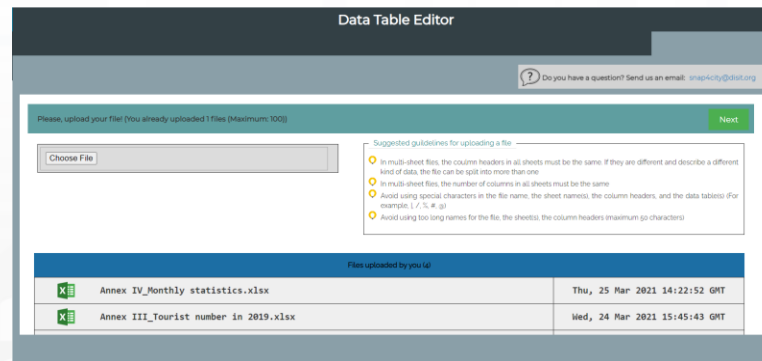 Data Table Editor
? Do you have a question? Send us an email: snap4city@disit.org
Please, upload your file! (You already uploaded 1 files (Maximum: 100))
Next
Choose File
Suggested guildelines for uploading a file
In multi-sheet files, the coulmn headers in all sheets must be the same. If they are different and describe a different
kind of data, the file can be split into more than one
In multi-sheet files, the number of columns in all sheets must be the same
Avoid using special characters in the file name, the sheet name(s), the column headers, and the data table(s) (For
example, |, /, %, #, @)
Avoid using too long names for the file, the sheet(s), the column headers (maximum 50 characters)
Files uploaded by you (4)
Annex IV_Monthly statistics.xlsx Thu, 25 Mar 2021 14:22:52 GMT
Annex III_Tourist number in 2019.xlsx Wed, 24 Mar 2021 15:45:43 GMT